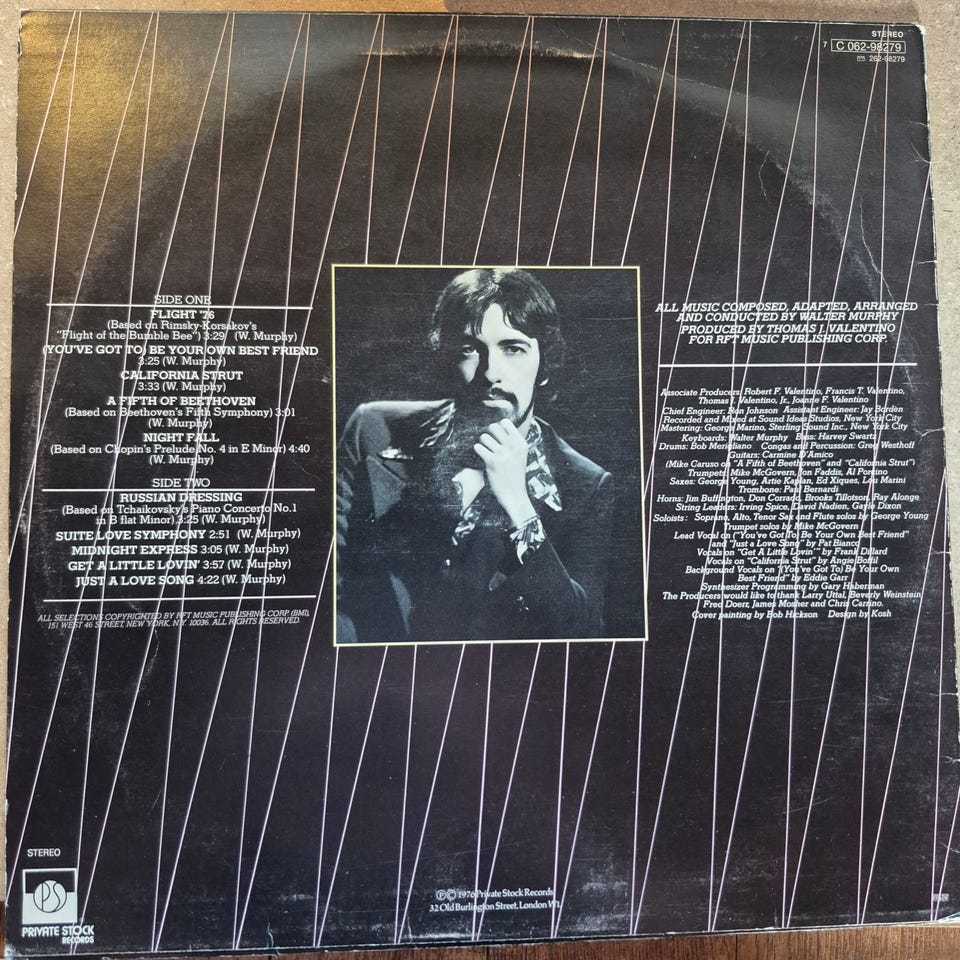 STEREO
7 C 062-98279
262-98279
SIDE ONE
FLIGHT '76
(Based on Rimsky-Korsakov's
"Flight of the Bumble Bee") 3:29 (W. Murphy)
(YOU'VE GOT TO) BE YOUR OWN BEST FRIEND
3:25 (W. Murphy)
CALIFORNIA STRUT
3:33 (W. Murphy)
A FIFTH OF BEETHOVEN
(Based on Beethoven's Fifth Symphony) 3:01
(W. Murphy)
NIGHT FALL
(Based on Chopin's Prelude No. 4 in E Minor) 4:40
(W. Murphy)
SIDE TWO
RUSSIAN DRESSING
(Based on Tchaikovsky's Piano Concerto No.1
in B flat Minor) 3:25 (W. Murphy)
SUITE LOVE SYMPHONY 2:51 (W. Murphy)
MIDNIGHT EXPRESS 3:05 (W. Murphy)
GET A LITTLE LOVIN' 3:57 (W. Murphy)
JUST A LOVE SONG 4:22 (W. Murphy)
ALL SELECTIONS COPYRIGHTED BY RFT MUSIC PUBLISHING CORP. (BMI),
151 WEST 46 STREET, NEW YORK, N.Y. 10036. ALL RIGHTS RESERVED.
ALL MUSIC COMPOSED, ADAPTED, ARRANGED
AND CONDUCTED BY WALTER MURPHY
PRODUCED BY THOMAS J. VALENTINO
FOR RFT MUSIC PUBLISHING CORP.
Associate Producers: Robert F. Valentino, Francis T. Valentino,
Thomas J. Valentino, Jr., Joanne F. Valentino
Chief Engineer: Ron Johnson Assistant Engineer: Jay Borden
Recorded and Mixed at Sound Ideas Studios, New York City
Mastering: George Marino, Sterling Sound Inc., New York City
Keyboards: Walter Murphy Bass: Harvey Swartz
Drums: Bob Merigliano Congas and Percussion: Greg Westhoff
Guitars: Carmine D'Amico
(Mike Caruso on "A Fifth of Beethoven" and "California Strut")
Trumpets: Mike McGovern, Jon Faddis, Al Porcino
Saxes: George Young, Artie Kaplan, Ed Xiques, Lou Marini
Trombone: Paul Bernardi
Horns: Jim Buffington, Don Corrado, Brooks Tillotson, Ray Alonge
String Leaders: Irving Spice, David Nadien, Gayle Dixon
Soloists: Soprano, Alto, Tenor Sax and Flute solos by George Young
Trumpet solos by Mike McGovern
Lead Vocal on ("You've Got To) Be Your Own Best Friend"
and "Just a Love Song" by Pat Bianco
Vocals on "Get A Little Lovin'" by Frank Dillard
Vocals on "California Strut" by Angie Bofill
Background Vocals on "(You've Got To) Be Your Own
Best Friend" by Eddie Garr
Synthesizer Programming by Gary Haberman
The Producers would like to thank Larry Uttal, Beverly Weinstein,
Fred Doerr, James Mosher and Chris Carrino.
Cover painting by Bob Hickson Design by Kosh
STEREO
PS
PRIVATE STOCK
RECORDS
℗© 1976 Private Stock Records
32 Old Burlington Street, London W1.